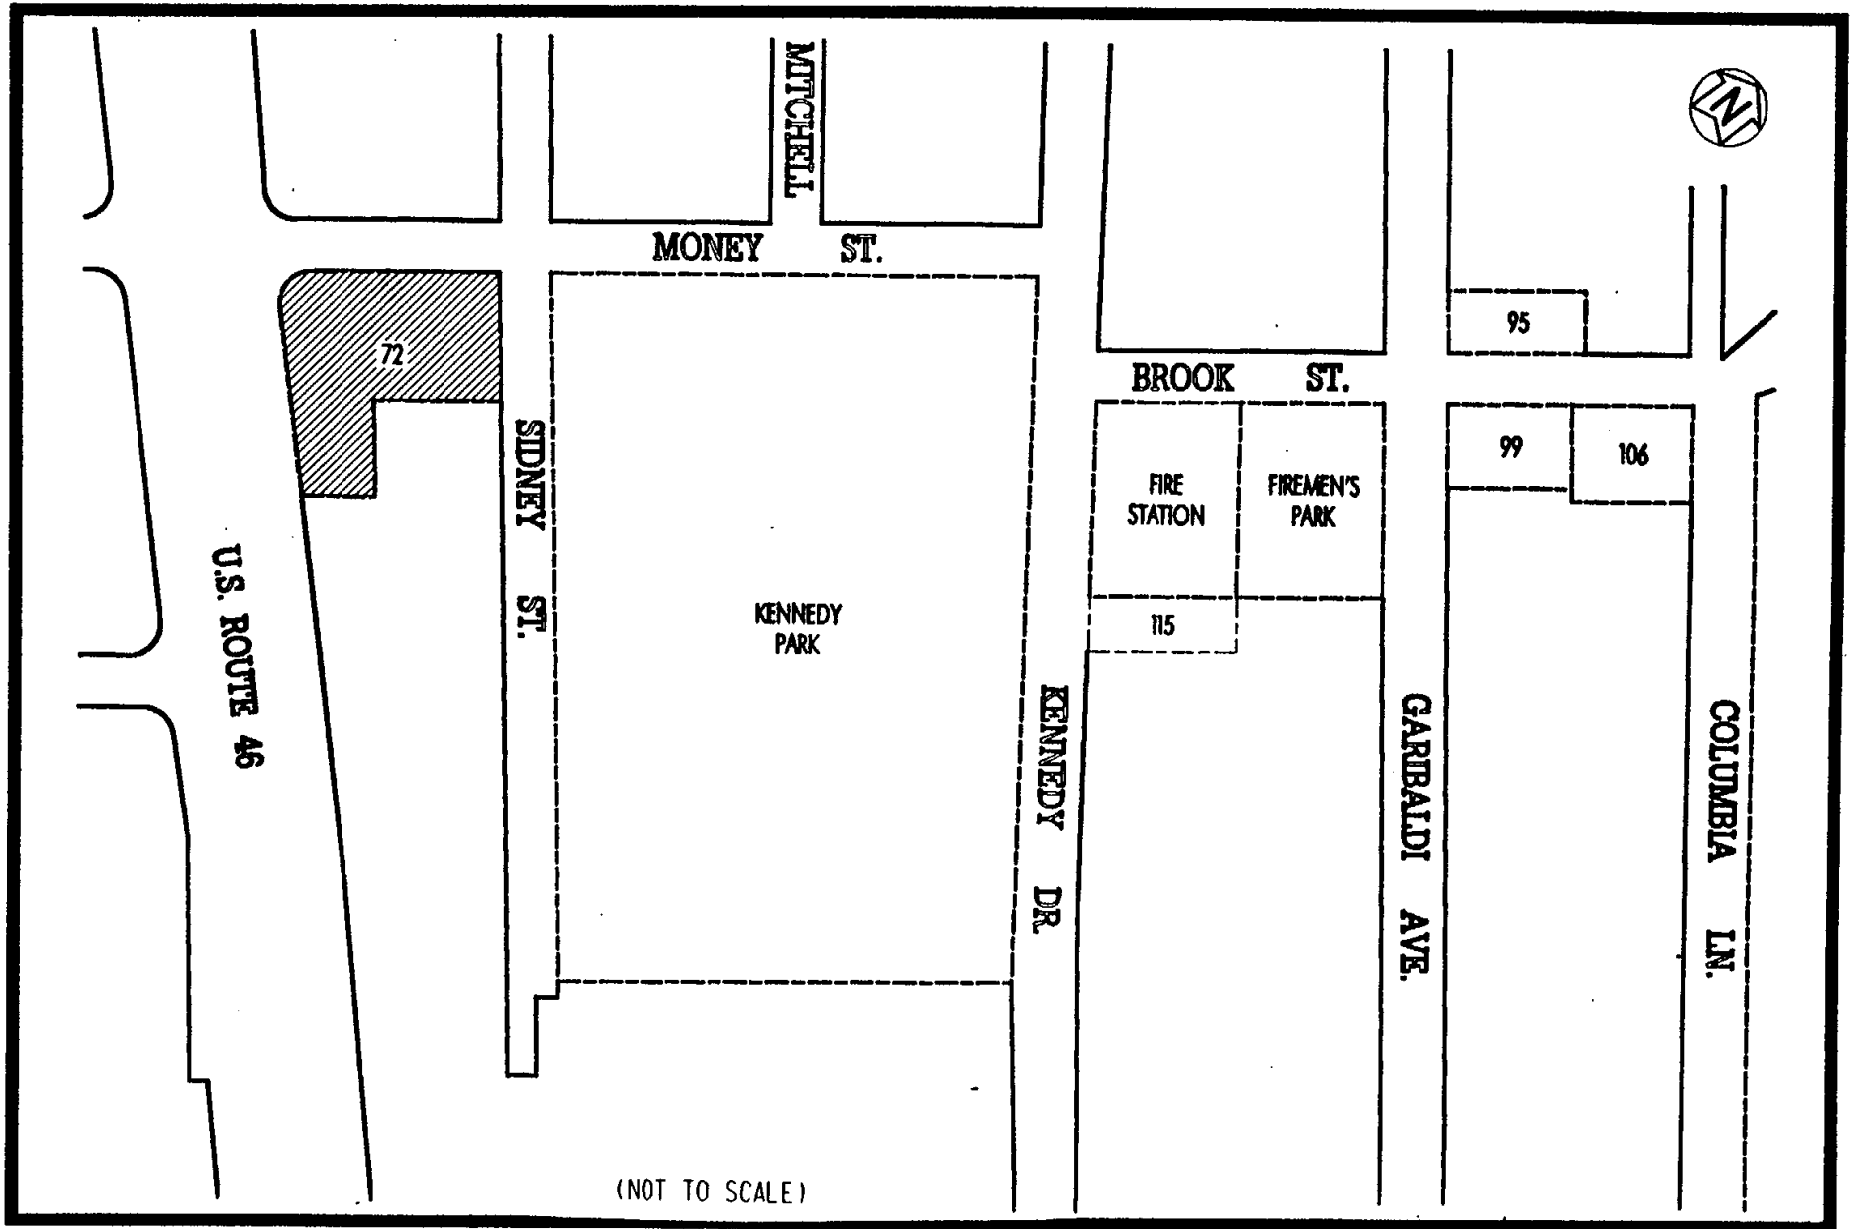 MITCHELL
N
MONEY ST.
95
72
BROOK ST.
SIDNEY ST.
99
106
FIRE
STATION
FIREMEN'S
PARK
U.S. ROUTE 46
KENNEDY
PARK
115
KENNEDY DR.
GARIBALDI AVE.
COLUMBIA LN.
(NOT TO SCALE)